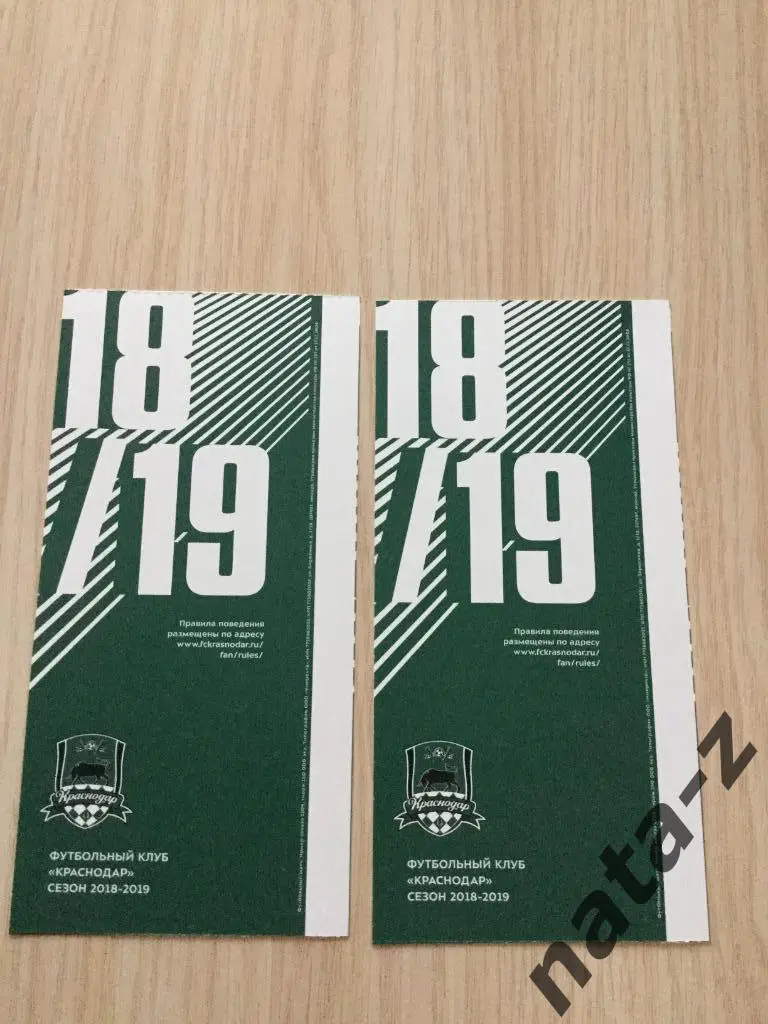 18
/19
Правила поведения
размещены по адресу
www.fckrasnodar.ru/
fan/rules/
Краснодар
ФУТБОЛЬНЫЙ КЛУБ
«КРАСНОДАР»
СЕЗОН 2018-2019
18
/19
Правила поведения
размещены по адресу
www.fckrasnodar.ru/
fan/rules/
Краснодар
ФУТБОЛЬНЫЙ КЛУБ
«КРАСНОДАР»
СЕЗОН 2018-2019
nata-z